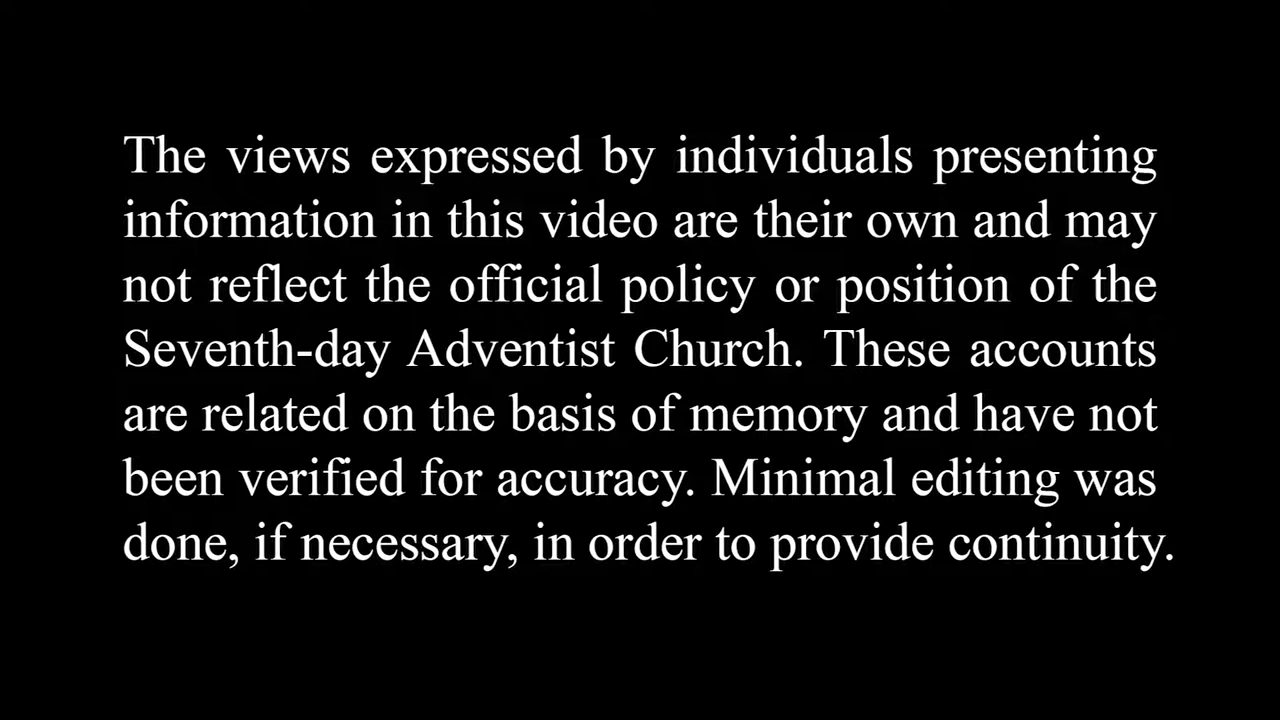 The views expressed by individuals presenting
information in this video are their own and may
not reflect the official policy or position of the
Seventh-day Adventist Church. These accounts
are related on the basis of memory and have not
been verified for accuracy. Minimal editing was
done, if necessary, in order to provide continuity.